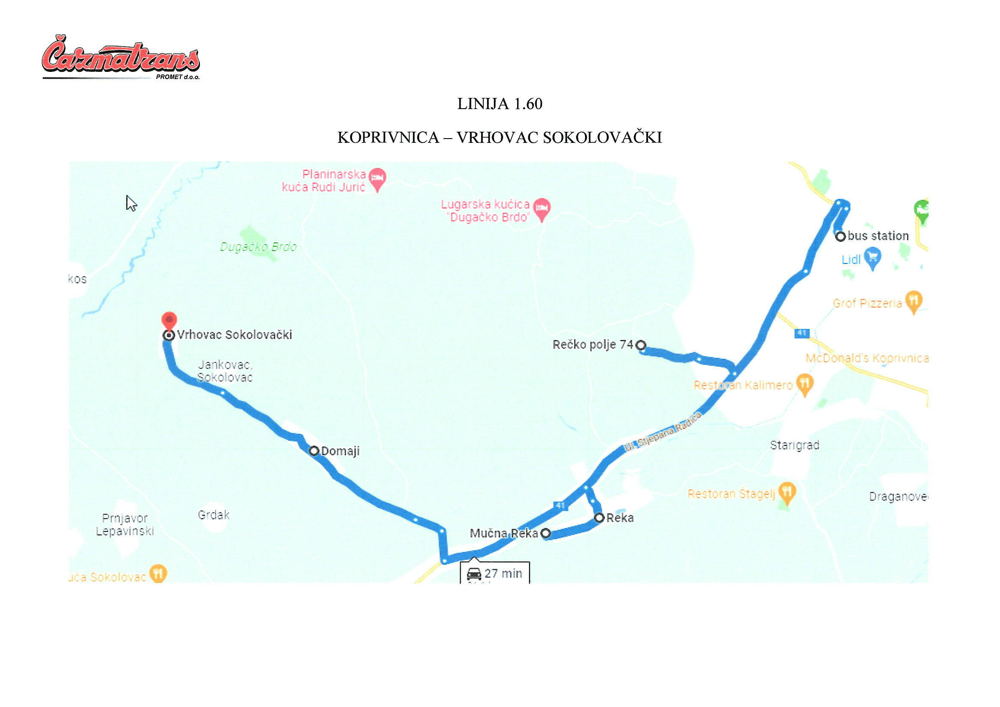 Čazmatrans
PROMET d.o.o.
LINIJA 1.60
KOPRIVNICA – VRHOVAC SOKOLOVAČKI
Planinarska
kuća Rudi Jurić
Lugarska kućica
"Dugačko Brdo"
Dugačko Brdo
bus station
Lidl
kos
Grof Pizzeria
Vrhovac Sokolovački
41
Rečko polje 74
McDonald's Koprivnica
Jankovac,
Sokolovac
Restoran Kalimero
Ul. Stjepana Radića
Starigrad
Domaji
Restoran Štagelj
Draganove
41
Grdak
Prnjavor
Lepavinski
Reka
Mučna Reka
27 min
uća Sokolovac